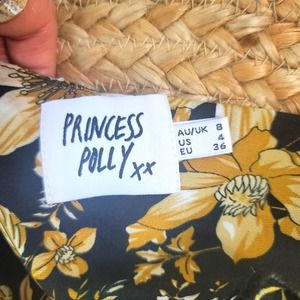 PRINCESS
POLLY xx
AU/UK 8
US 4
EU 36